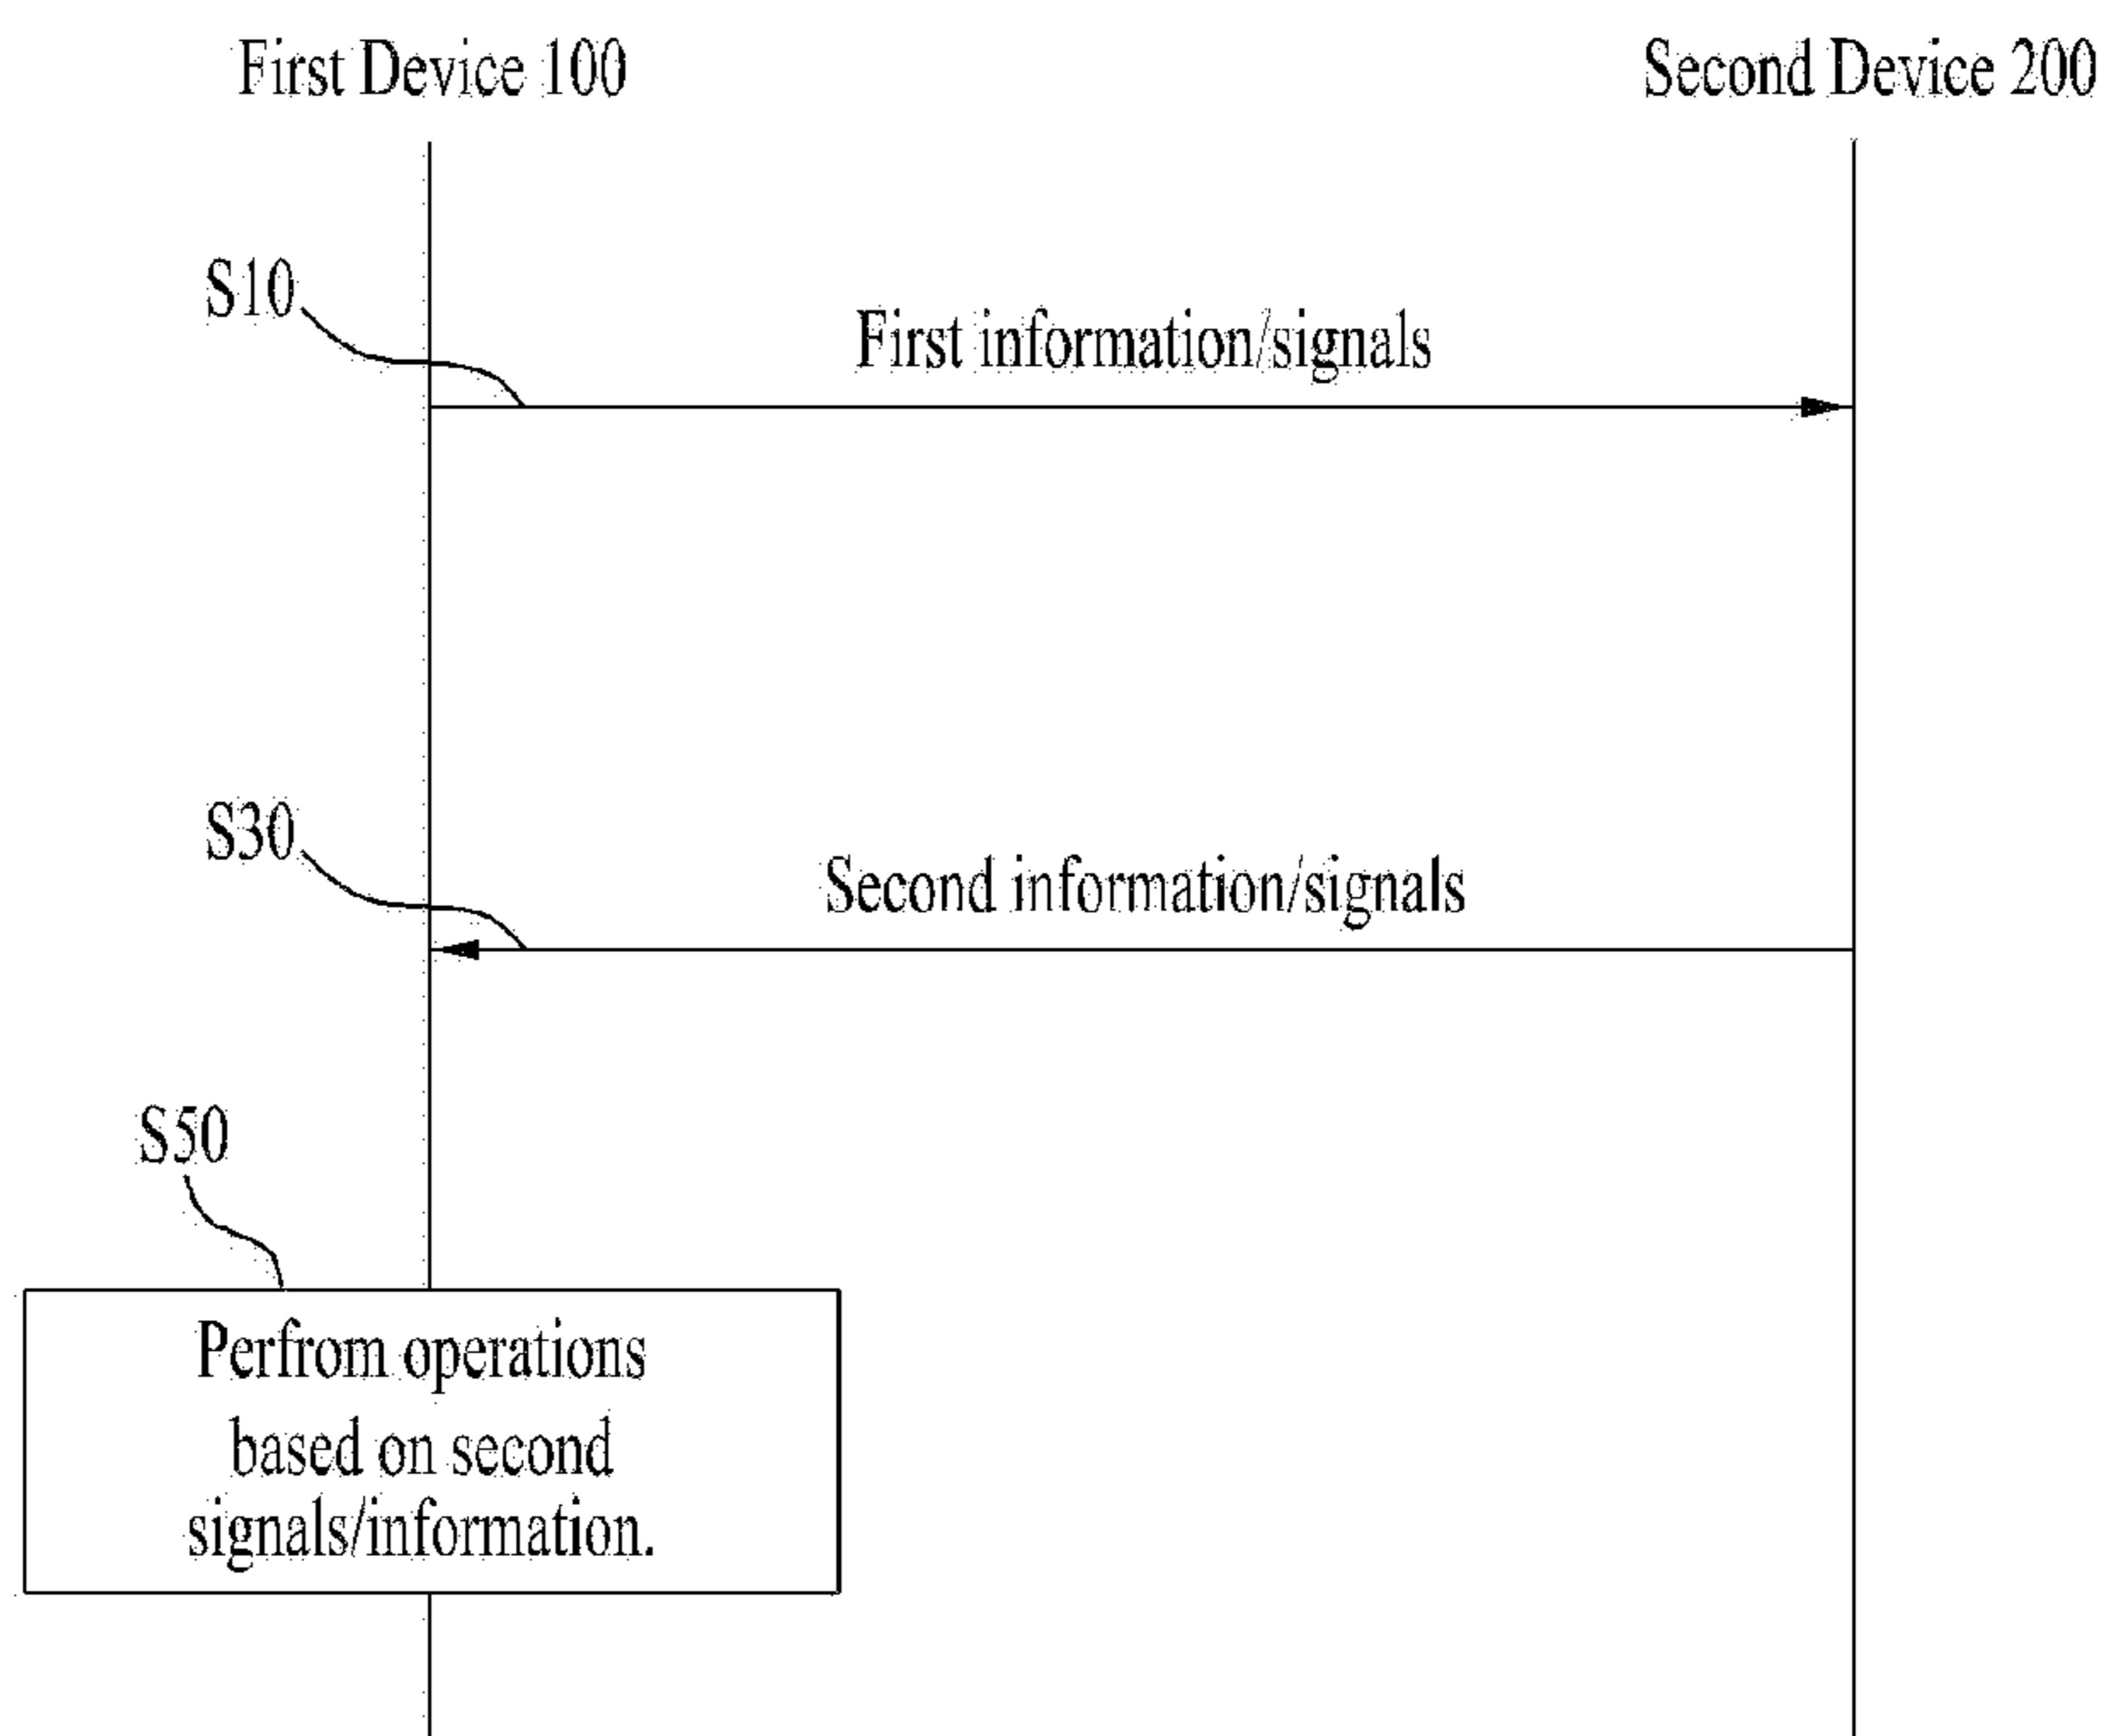 First Device 100
Second Device 200
S10
First information/signals
S30
Second information/signals
S50
Perfrom operations
based on second
signals/information.